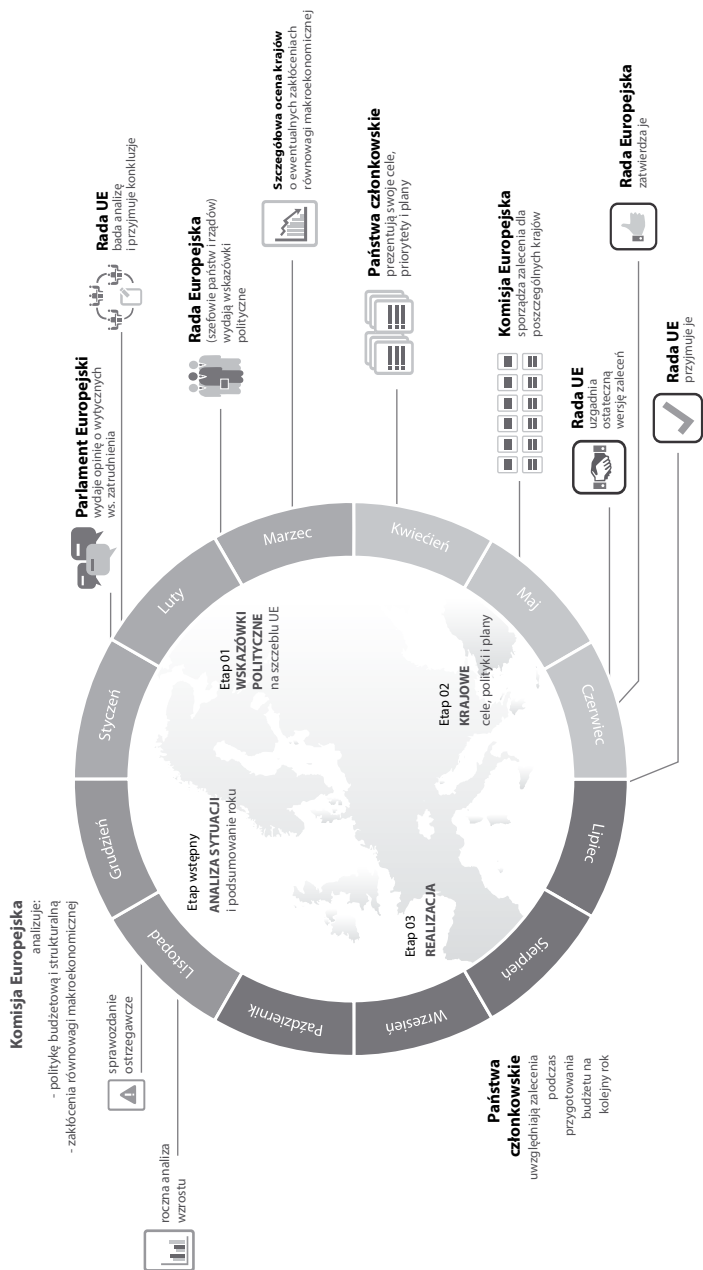 Komisja Europejska
analizuje:
- politykę budżetową i strukturalną
- zakłócenia równowagi makroekonomicznej
roczna analiza
wzrostu
sprawozdanie
ostrzegawcze
Parlament Europejski
wydaje opinię o wytycznych
ws. zatrudnienia
Rada UE
bada analizę
i przyjmuje konkluzje
Rada Europejska
(szefowie państw i rządów)
wydają wskazówki
polityczne
Szczegółowa ocena krajów
o ewentualnych zakłóceniach
równowagi makroekonomicznej
Państwa członkowskie
prezentują swoje cele,
priorytety i plany
Komisja Europejska
sporządza zalecenia dla
poszczególnych krajów
Rada UE
uzgadnia
ostateczną
wersję zaleceń
Rada Europejska
zatwierdza je
Rada UE
przyjmuje je
Państwa
członkowskie
uwzględniają zalecenia
podczas
przygotowania
budżetu na
kolejny rok
Listopad
Grudzień
Styczeń
Luty
Marzec
Kwiećień
Maj
Czerwiec
Lipiec
Sierpień
Wrzesień
Październik
Etap wstępny
ANALIZA SYTUACJI
i podsumowanie roku
Etap 01
WSKAZÓWKI
POLITYCZNE
na szczeblu UE
Etap 02
KRAJOWE
cele, polityki i plany
Etap 03
REALIZACJA